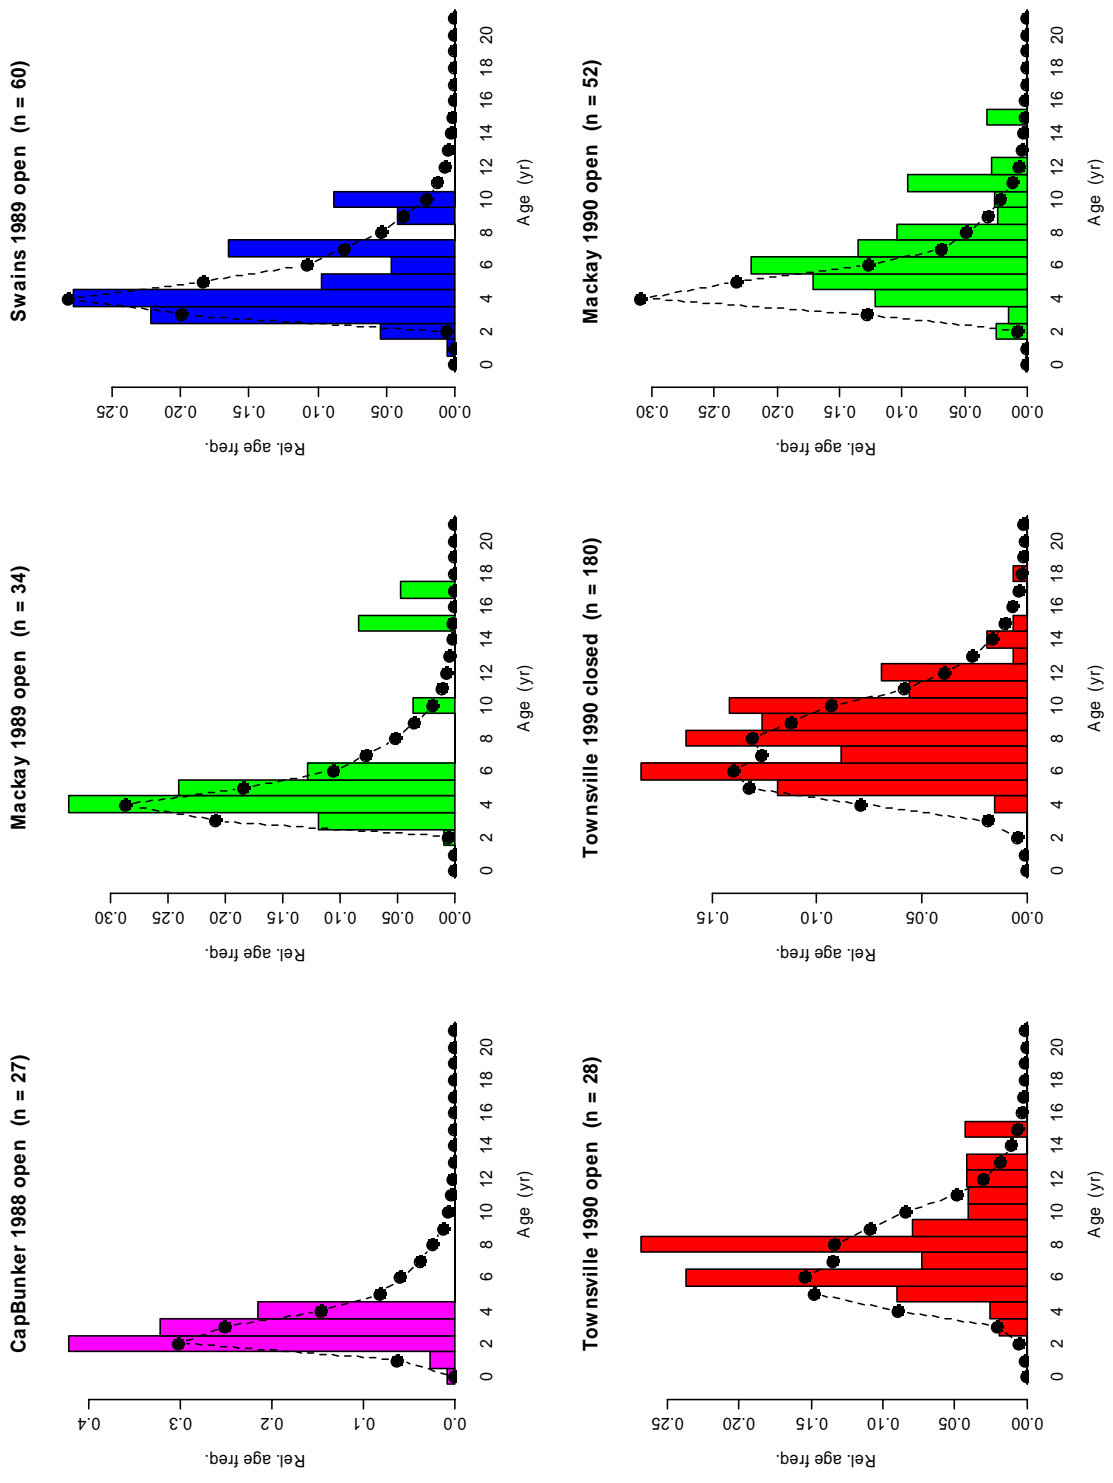 CapBunker 1988 open (n = 27)
Rel. age freq.
0.4
0.3
0.2
0.1
0.0
0 2 4 6 8 10 12 14 16 18 20
Age (yr)
Mackay 1989 open (n = 34)
Rel. age freq.
0.30
0.25
0.20
0.15
0.10
0.05
0.00
0 2 4 6 8 10 12 14 16 18 20
Age (yr)
Swains 1989 open (n = 60)
Rel. age freq.
0.25
0.20
0.15
0.10
0.05
0.00
0 2 4 6 8 10 12 14 16 18 20
Age (yr)
Townsville 1990 open (n = 28)
Rel. age freq.
0.25
0.20
0.15
0.10
0.05
0.00
0 2 4 6 8 10 12 14 16 18 20
Age (yr)
Townsville 1990 closed (n = 180)
Rel. age freq.
0.15
0.10
0.05
0.00
0 2 4 6 8 10 12 14 16 18 20
Age (yr)
Mackay 1990 open (n = 52)
Rel. age freq.
0.30
0.25
0.20
0.15
0.10
0.05
0.00
0 2 4 6 8 10 12 14 16 18 20
Age (yr)